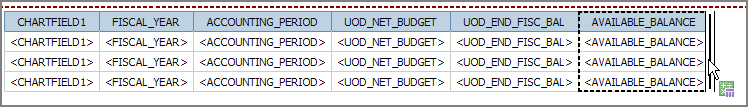 CHARTFIELD1 FISCAL_YEAR ACCOUNTING_PERIOD UOD_NET_BUDGET UOD_END_FISC_BAL AVAILABLE_BALANCE
<CHARTFIELD1> <FISCAL_YEAR> <ACCOUNTING_PERIOD> <UOD_NET_BUDGET> <UOD_END_FISC_BAL> <AVAILABLE_BALANCE>
<CHARTFIELD1> <FISCAL_YEAR> <ACCOUNTING_PERIOD> <UOD_NET_BUDGET> <UOD_END_FISC_BAL> <AVAILABLE_BALANCE>
<CHARTFIELD1> <FISCAL_YEAR> <ACCOUNTING_PERIOD> <UOD_NET_BUDGET> <UOD_END_FISC_BAL> <AVAILABLE_BALANCE>